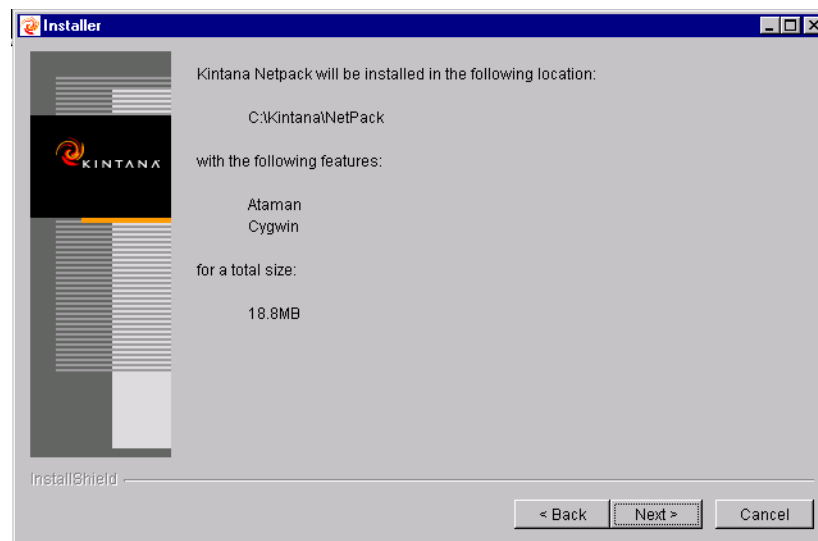 Installer
Kintana Netpack will be installed in the following location:
C:\Kintana\NetPack
KINTANA
with the following features:
Ataman
Cygwin
for a total size:
18.8MB
InstallShield
< Back
Next >
Cancel